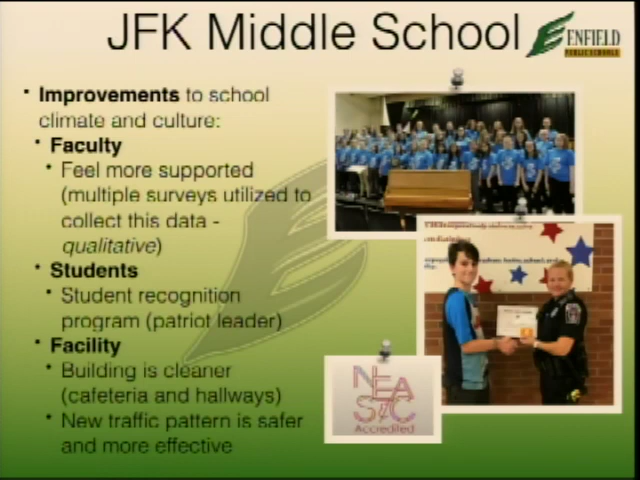 JFK Middle School
ENFIELD
PUBLIC SCHOOLS
• Improvements to school
climate and culture:
• Faculty
• Feel more supported
(multiple surveys utilized to
collect this data -
qualitative)
• Students
• Student recognition
program (patriot leader)
• Facility
• Building is cleaner
(cafeteria and hallways)
• New traffic pattern is safer
and more effective
NEA
S&C
Accredited